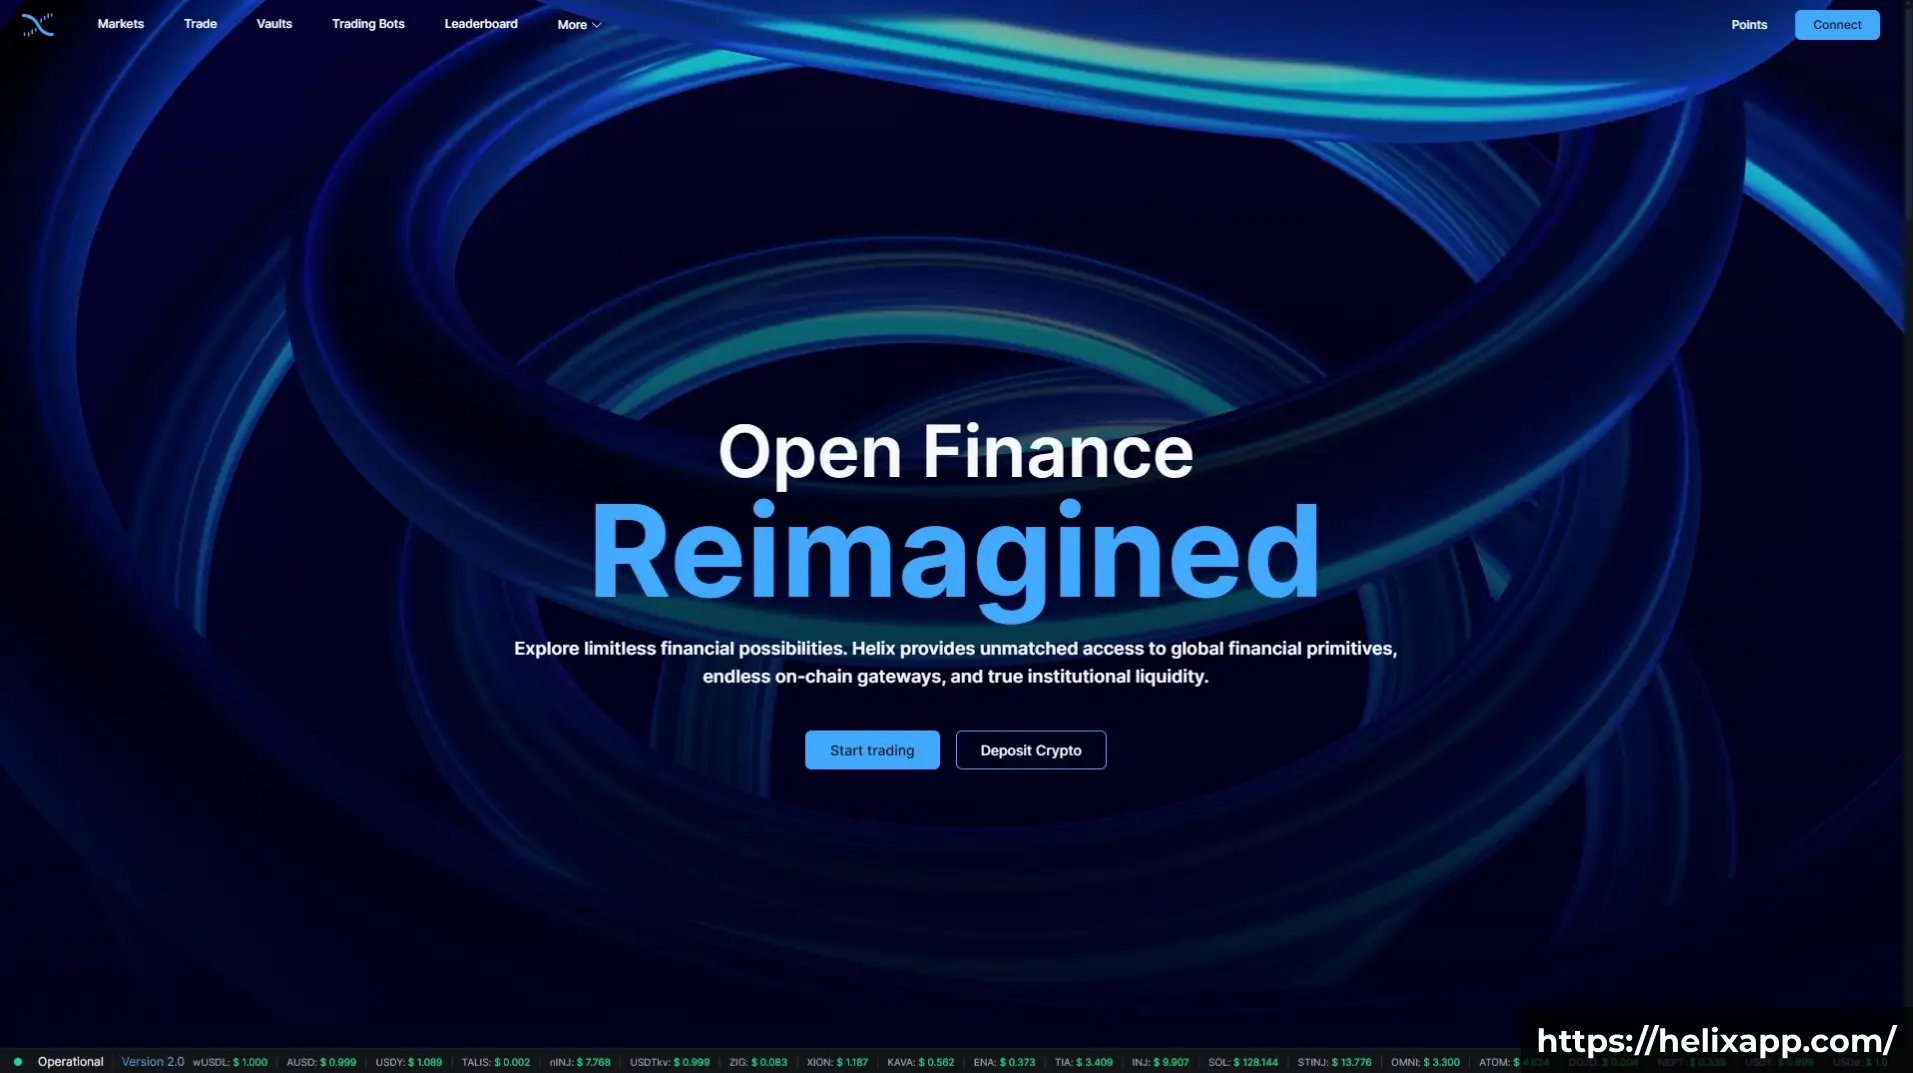 Markets Trade Vaults Trading Bots Leaderboard More Points Connect
Open Finance
Reimagined
Explore limitless financial possibilities. Helix provides unmatched access to global financial primitives,
endless on-chain gateways, and true institutional liquidity.
Start trading Deposit Crypto
https://helixapp.com/
Operational Version 2.0 wUSDL: $ 1.000 AUSD: $ 0.999 USDY: $ 1.089 TALIS: $ 0.002 nINJ: $ 7.768 USDTkv: $ 0.999 ZIG: $ 0.083 XION: $ 1.187 KAVA: $ 0.562 ENA: $ 0.373 TIA: $ 3.409 INJ: $ 9.907 SOL: $ 128.144 STINJ: $ 13.776 OMNI: $ 3.300 ATOM: $